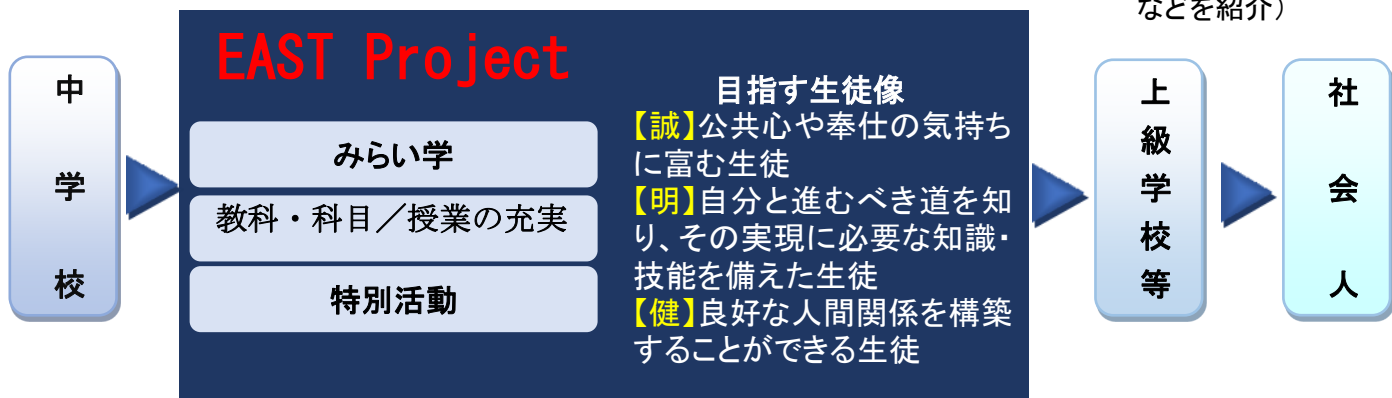 などを紹介）
中学校
EAST Project
みらい学
教科・科目／授業の充実
特別活動
目指す生徒像
【誠】公共心や奉仕の気持ち
に富む生徒
【明】自分と進むべき道を知
り、その実現に必要な知識・
技能を備えた生徒
【健】良好な人間関係を構築
することができる生徒
上級学校等
社会人